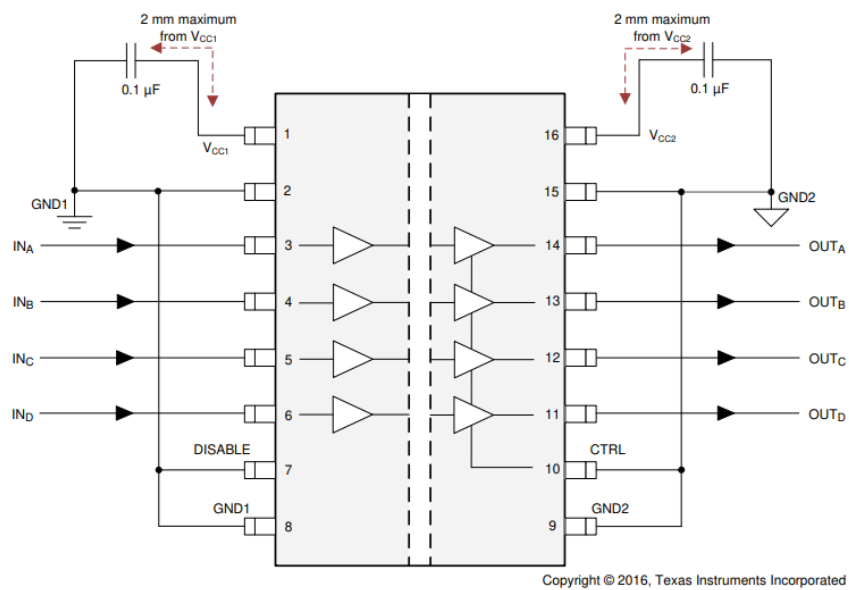 2 mm maximum
from VCC1
2 mm maximum
from VCC2
0.1 µF
0.1 µF
VCC1
1
16
VCC2
GND1
2
15
GND2
INA
3
14
OUTA
INB
4
13
OUTB
INC
5
12
OUTC
IND
6
11
OUTD
DISABLE
7
10
CTRL
GND1
8
9
GND2
Copyright © 2016, Texas Instruments Incorporated